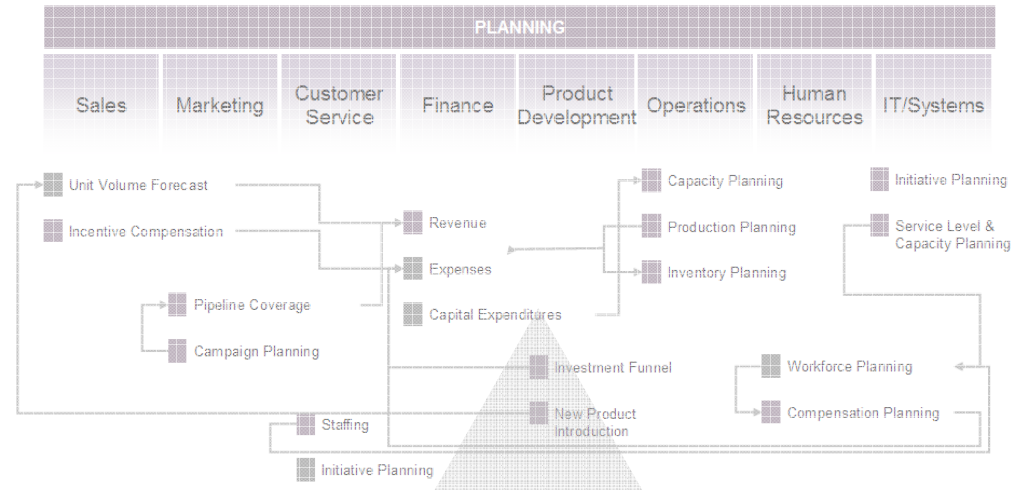 PLANNING
Sales
Marketing
Customer
Service
Finance
Product
Development
Operations
Human
Resources
IT/Systems
Unit Volume Forecast
Incentive Compensation
Pipeline Coverage
Campaign Planning
Staffing
Initiative Planning
Revenue
Expenses
Capital Expenditures
Investment Funnel
New Product
Introduction
Capacity Planning
Production Planning
Inventory Planning
Workforce Planning
Compensation Planning
Initiative Planning
Service Level &
Capacity Planning